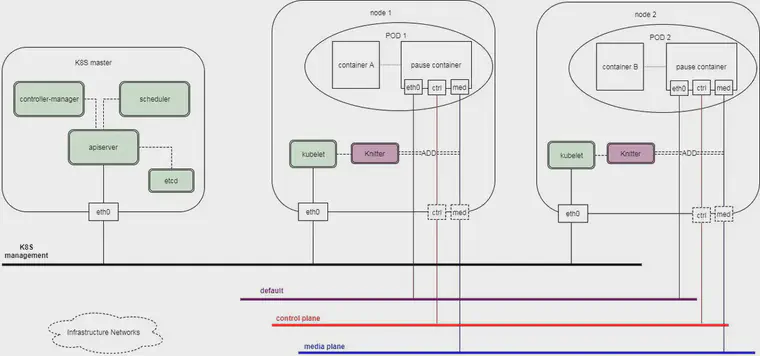 K8S master
controller-manager
scheduler
apiserver
etcd
eth0
node 1
POD 1
container A
pause container
eth0
ctrl
med
kubelet
Knitter
ADD
eth0
ctrl
med
node 2
POD 2
container B
pause container
eth0
ctrl
med
kubelet
Knitter
ADD
eth0
ctrl
med
K8S
management
default
control plane
media plane
Infrastructure Networks